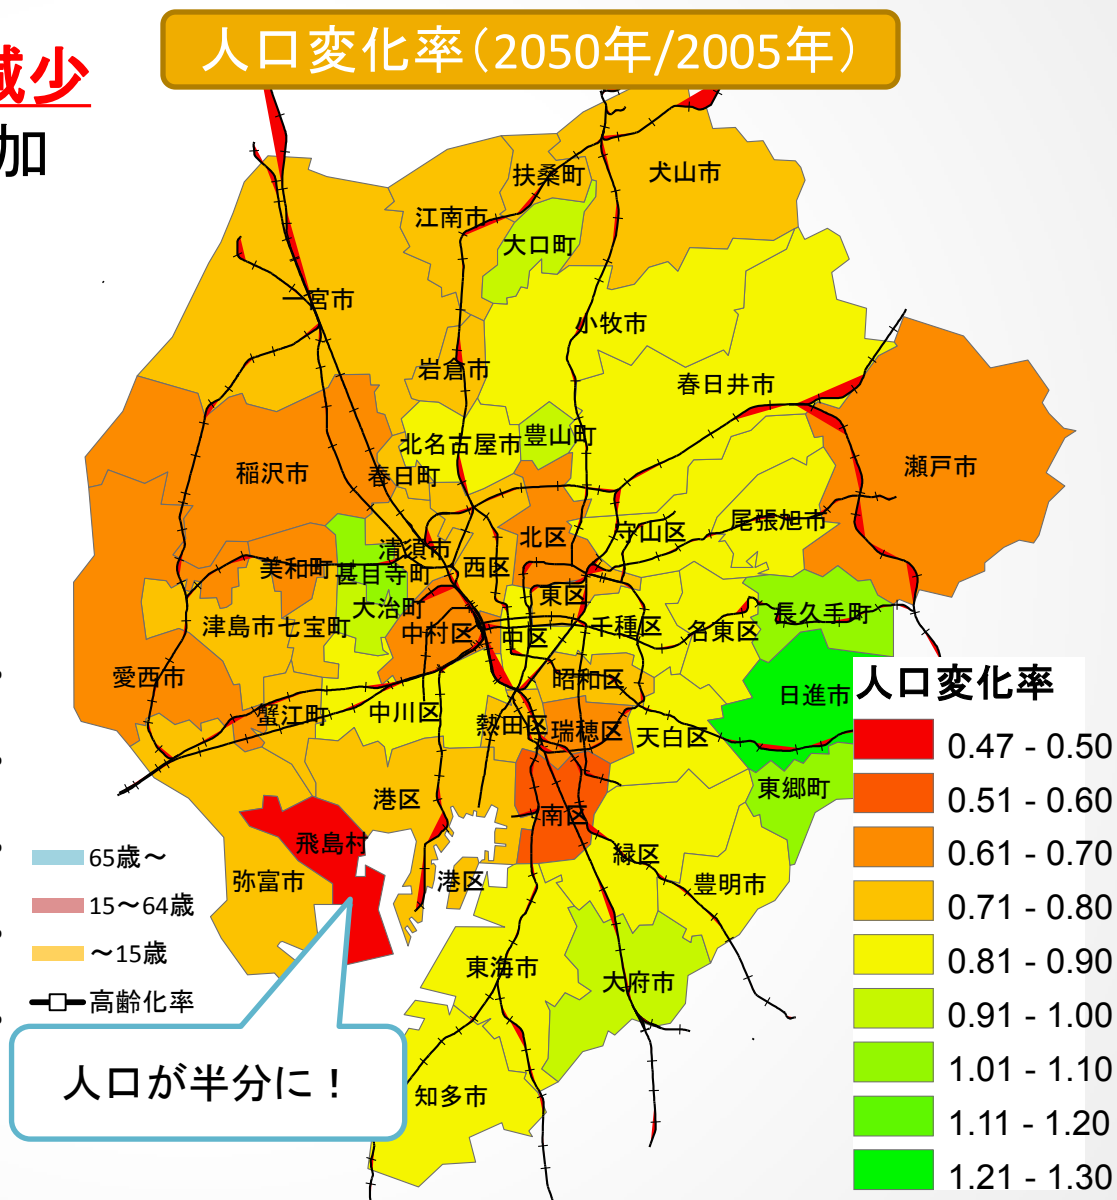 人口変化率（2050年/2005年）
減少
加
扶桑町
犬山市
江南市
大口町
一宮市
小牧市
岩倉市
春日井市
北名古屋市
豊山町
稲沢市
春日町
瀬戸市
尾張旭市
守山区
北区
清須市
西区
美和町
甚目寺町
東区
大治町
長久手町
津島市
七宝町
中村区
中区
千種区
名東区
愛西市
昭和区
日進市
蟹江町
中川区
熱田区
瑞穂区
天白区
東郷町
港区
南区
飛島村
緑区
弥富市
港区
豊明市
東海市
大府市
知多市
65歳～
15～64歳
～15歳
高齢化率
人口が半分に！
人口変化率
0.47 - 0.50
0.51 - 0.60
0.61 - 0.70
0.71 - 0.80
0.81 - 0.90
0.91 - 1.00
1.01 - 1.10
1.11 - 1.20
1.21 - 1.30